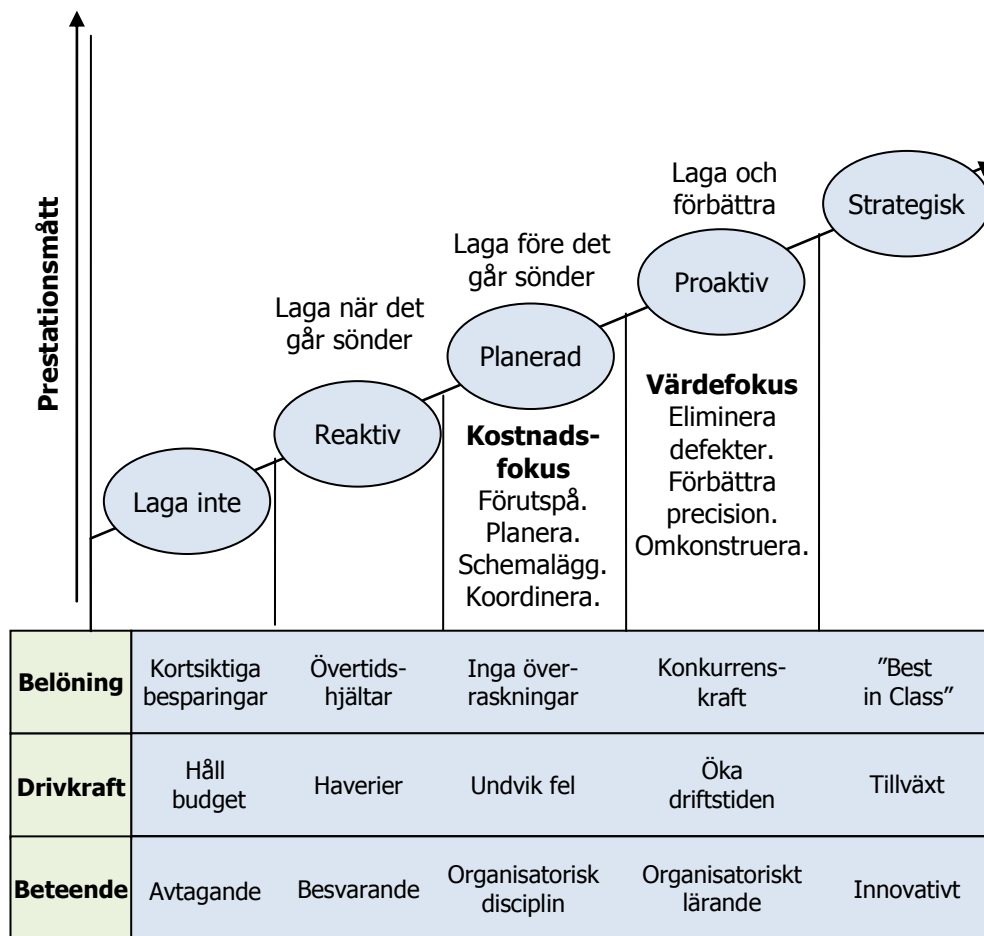 Prestationsmått
Laga inte
Laga när det
går sönder
Reaktiv
Laga före det
går sönder
Planerad
Kostnads-
fokus
Förutspå.
Planera.
Schemalägg.
Koordinera.
Laga och
förbättra
Proaktiv
Värdefokus
Eliminera
defekter.
Förbättra
precision.
Omkonstruera.
Strategisk
Belöning
Kortsiktiga
besparingar
Övertids-
hjältar
Inga över-
raskningar
Konkurrens-
kraft
”Best
in Class”
Drivkraft
Håll
budget
Haverier
Undvik fel
Öka
driftstiden
Tillväxt
Beteende
Avtagande
Besvarande
Organisatorisk
disciplin
Organisatoriskt
lärande
Innovativt